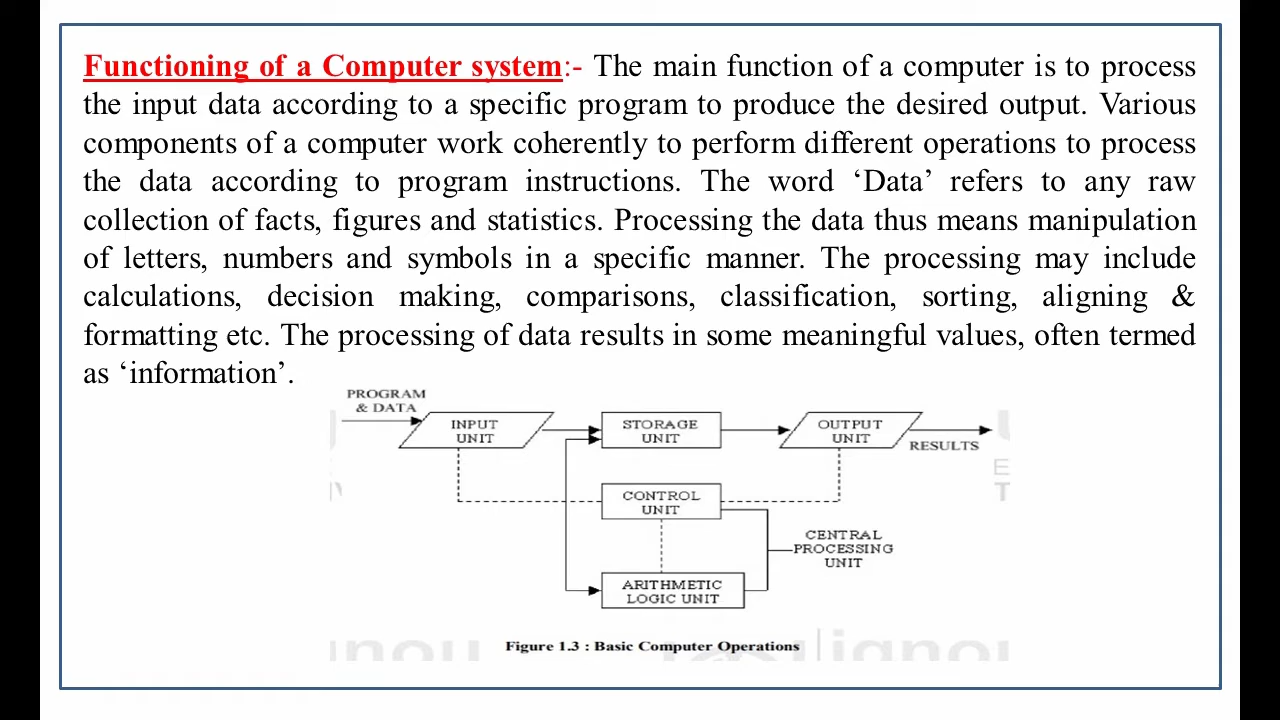 Functioning of a Computer system:- The main function of a computer is to process
the input data according to a specific program to produce the desired output. Various
components of a computer work coherently to perform different operations to process
the data according to program instructions. The word ‘Data’ refers to any raw
collection of facts, figures and statistics. Processing the data thus means manipulation
of letters, numbers and symbols in a specific manner. The processing may include
calculations, decision making, comparisons, classification, sorting, aligning &
formatting etc. The processing of data results in some meaningful values, often termed
as ‘information’.
PROGRAM
& DATA
INPUT
UNIT
STORAGE
UNIT
OUTPUT
UNIT
RESULTS
CONTROL
UNIT
CENTRAL
PROCESSING
UNIT
ARITHMETIC
LOGIC UNIT
Figure 1.3 : Basic Computer Operations